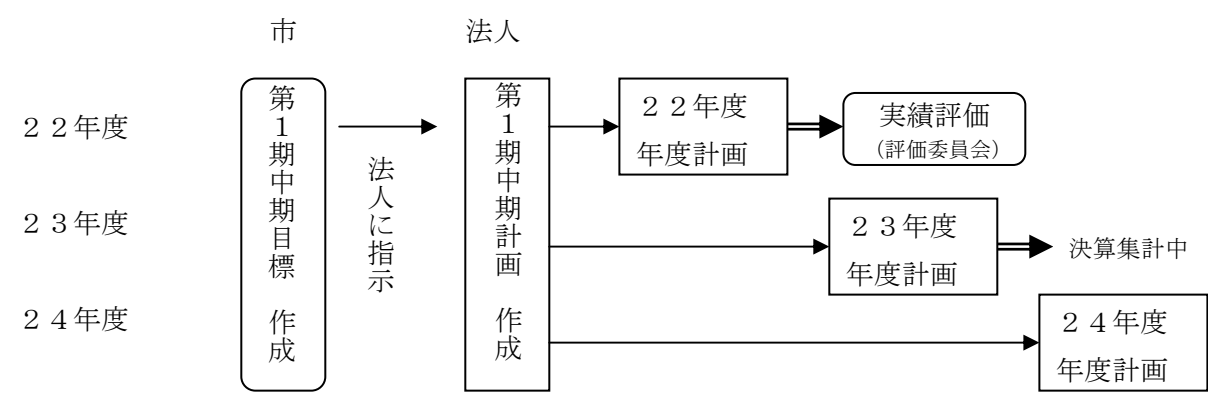 市
法人
２２年度
２３年度
２４年度
第１期中期目標　作成
法人に指示
第１期中期計画　作成
２２年度
年度計画
実績評価
（評価委員会）
２３年度
年度計画
決算集計中
２４年度
年度計画